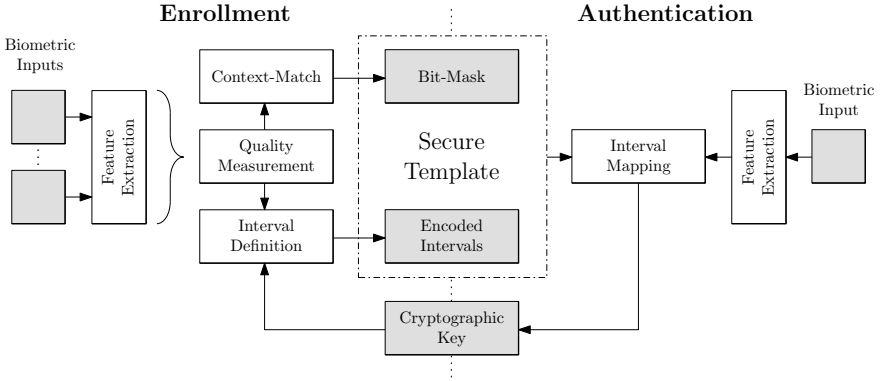 Enrollment
Authentication
Biometric
Inputs
Feature
Extraction
Context-Match
Quality
Measurement
Interval
Definition
Bit-Mask
Secure
Template
Encoded
Intervals
Cryptographic
Key
Interval
Mapping
Feature
Extraction
Biometric
Input